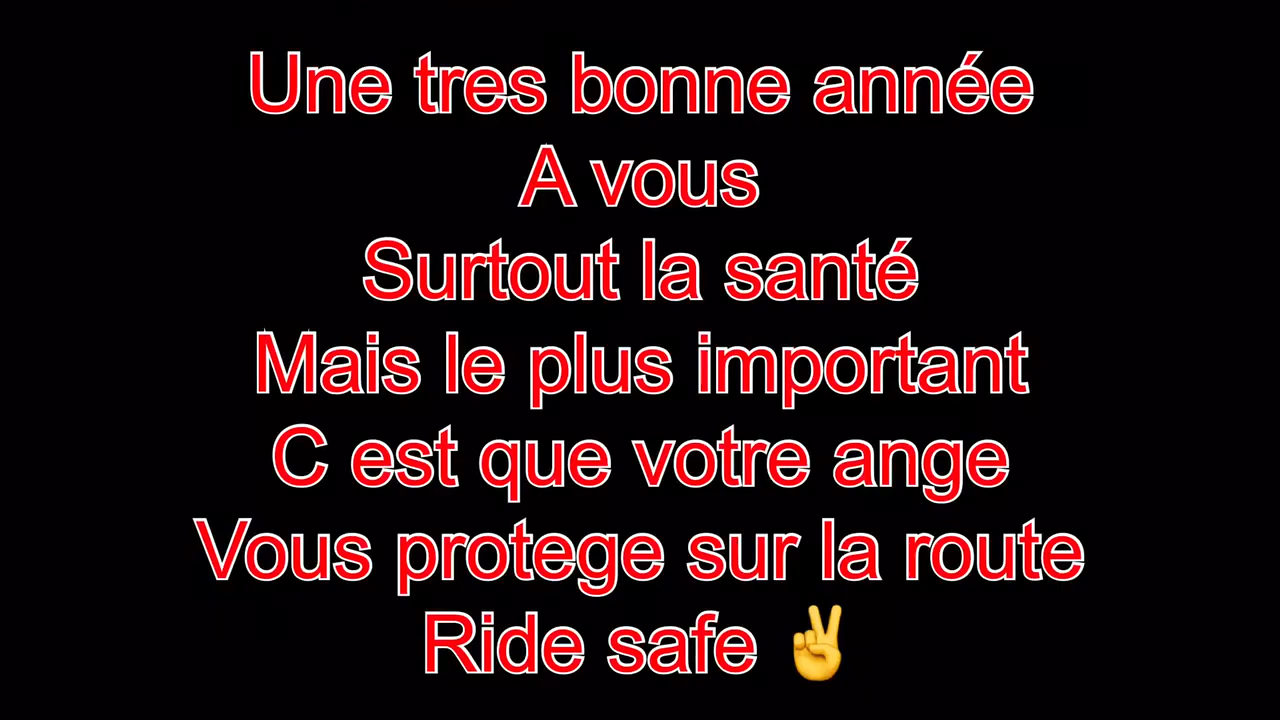 Une tres bonne année
A vous
Surtout la santé
Mais le plus important
C est que votre ange
Vous protege sur la route
Ride safe ✌️